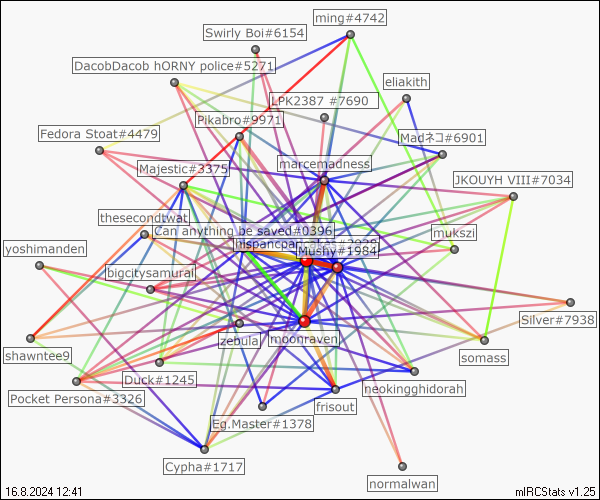 ming#4742
Swirly Boi#6154
DacobDacob hORNY police#5271
eliakith
LPK2387 #7690
Pikabro#9971
Fedora Stoat#4479
Madネコ#6901
marcemadness
Majestic#3375
JKOUYH VIII#7034
thesecondtwat
Can anything be saved#0396
mukszi
yoshimanden
Mushy#1984
bigcitysamurai
Silver#7938
zebula
moonraven
shawntee9
somass
Duck#1245
neokingghidorah
Pocket Persona#3326
frisout
Eg.Master#1378
Cypha#1717
normalwan
16.8.2024 12:41
mIRCStats v1.25